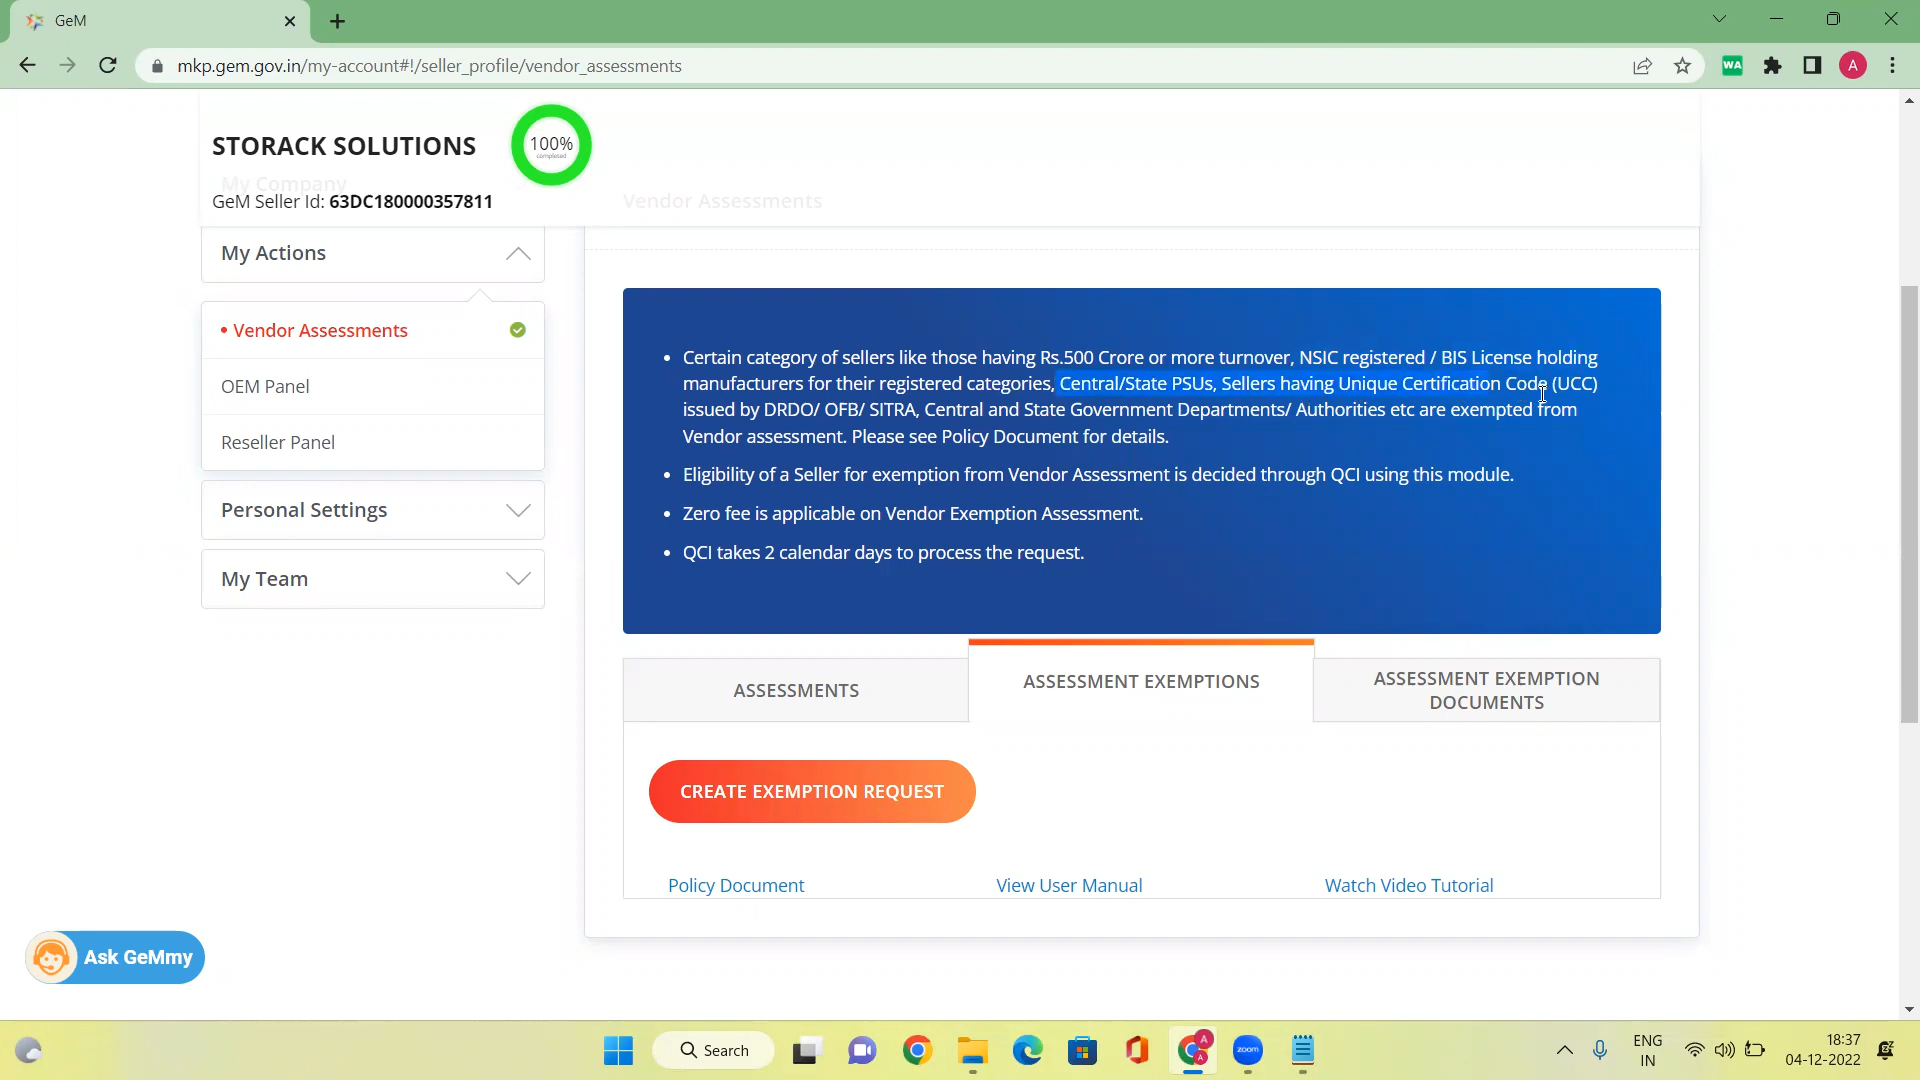 GeM
mkp.gem.gov.in/my-account#!/seller_profile/vendor_assessments
WA
A
STORACK SOLUTIONS
100%
completed
My Company
GeM Seller Id: 63DC180000357811
Vendor Assessments
My Actions
• Vendor Assessments
OEM Panel
Reseller Panel
Personal Settings
My Team
• Certain category of sellers like those having Rs.500 Crore or more turnover, NSIC registered / BIS License holding
manufacturers for their registered categories, Central/State PSUs, Sellers having Unique Certification Code (UCC)
issued by DRDO/ OFB/ SITRA, Central and State Government Departments/ Authorities etc are exempted from
Vendor assessment. Please see Policy Document for details.
• Eligibility of a Seller for exemption from Vendor Assessment is decided through QCI using this module.
• Zero fee is applicable on Vendor Exemption Assessment.
• QCI takes 2 calendar days to process the request.
ASSESSMENTS
ASSESSMENT EXEMPTIONS
ASSESSMENT EXEMPTION
DOCUMENTS
CREATE EXEMPTION REQUEST
Policy Document
View User Manual
Watch Video Tutorial
Ask GeMmy
Search
A
A
zoom
ENG
IN
18:37
04-12-2022